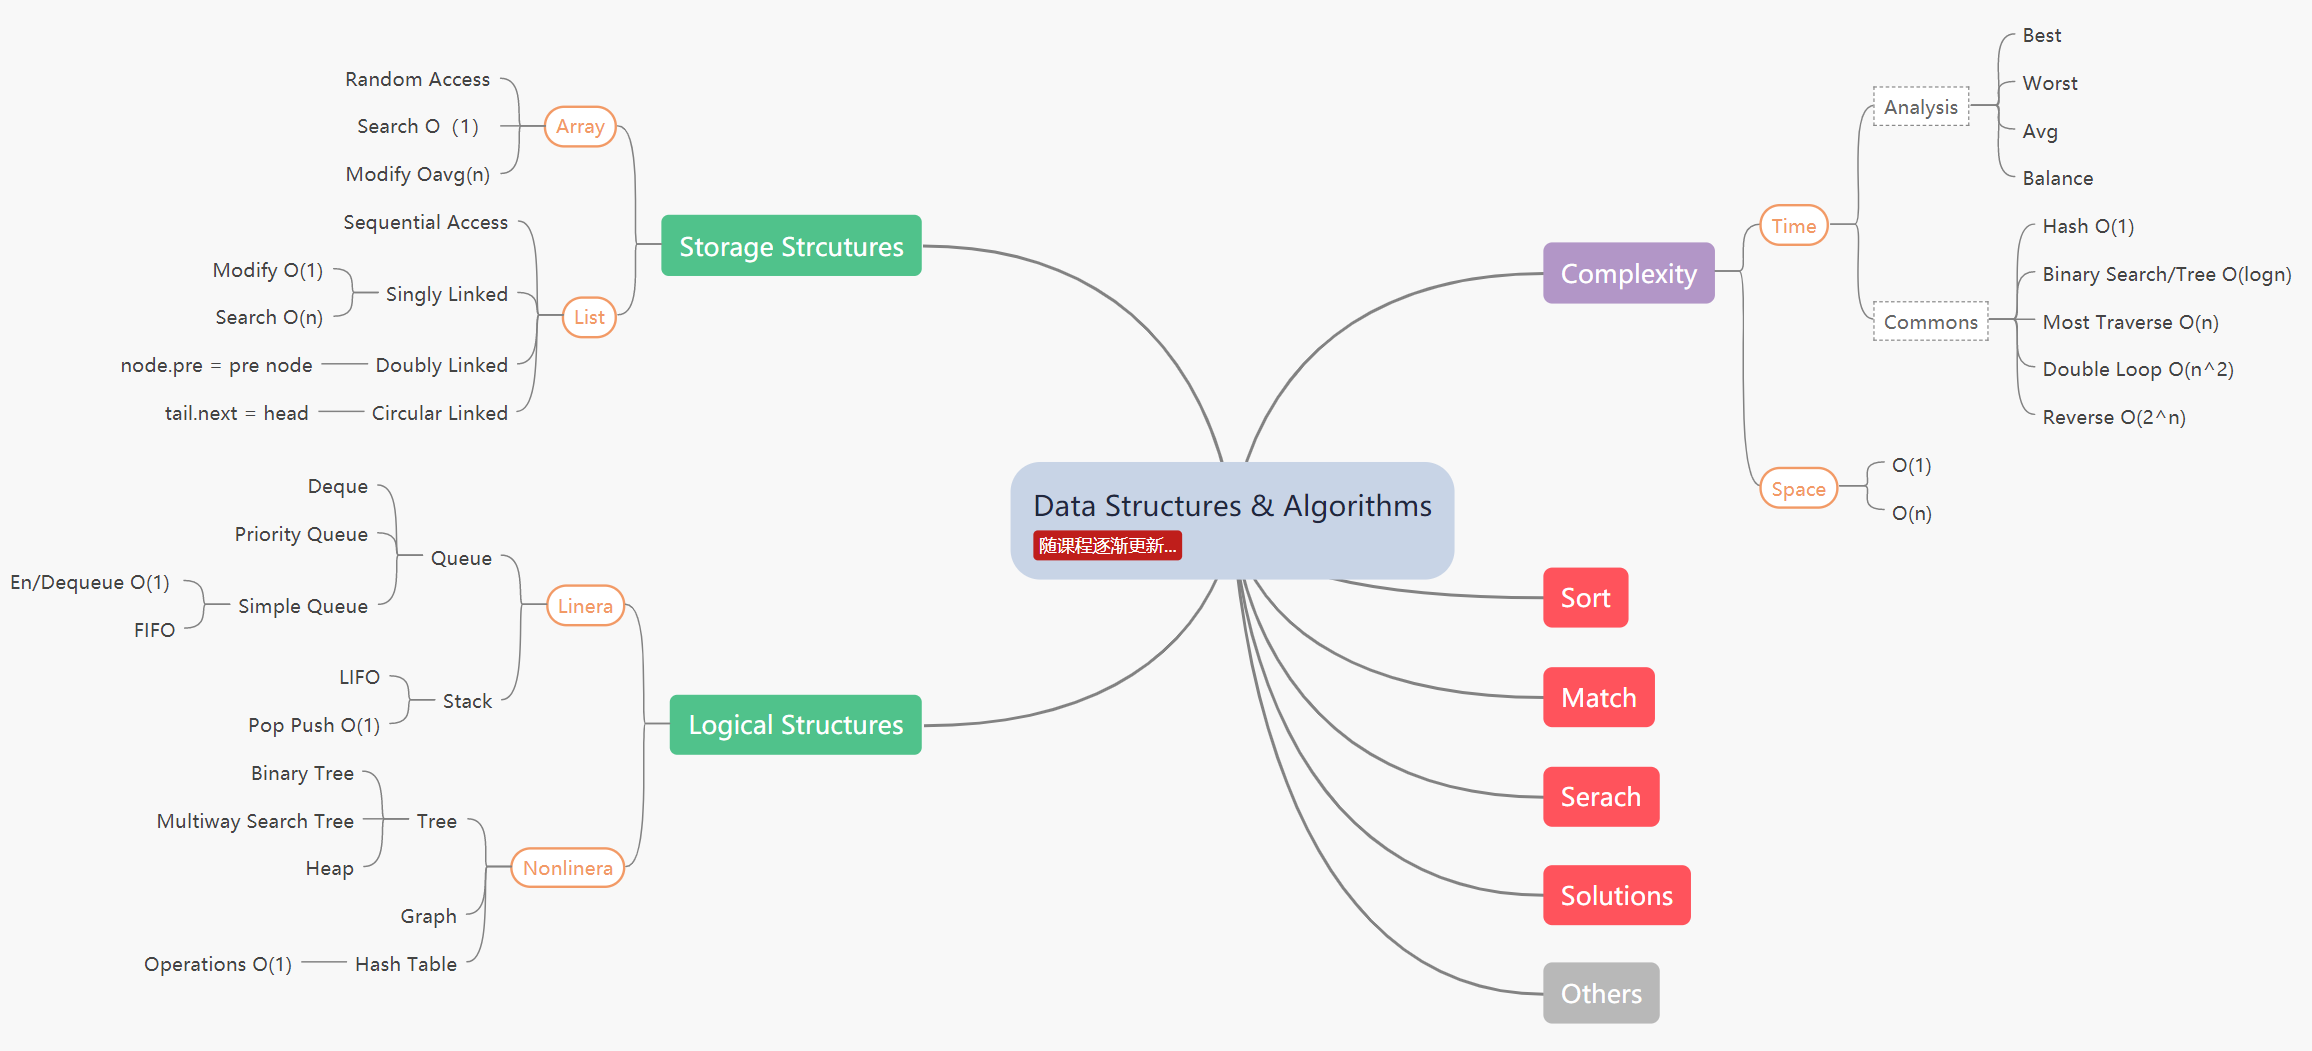 Data Structures & Algorithms
随课程逐渐更新...
Storage Strcutures
Array
Random Access
Search O（1）
Modify Oavg(n)
List
Sequential Access
Singly Linked
Modify O(1)
Search O(n)
Doubly Linked
node.pre = pre node
Circular Linked
tail.next = head
Logical Structures
Linera
Queue
Deque
Priority Queue
Simple Queue
En/Dequeue O(1)
FIFO
Stack
LIFO
Pop Push O(1)
Nonlinera
Tree
Binary Tree
Multiway Search Tree
Heap
Graph
Hash Table
Operations O(1)
Complexity
Time
Analysis
Best
Worst
Avg
Balance
Commons
Hash O(1)
Binary Search/Tree O(logn)
Most Traverse O(n)
Double Loop O(n^2)
Reverse O(2^n)
Space
O(1)
O(n)
Sort
Match
Serach
Solutions
Others